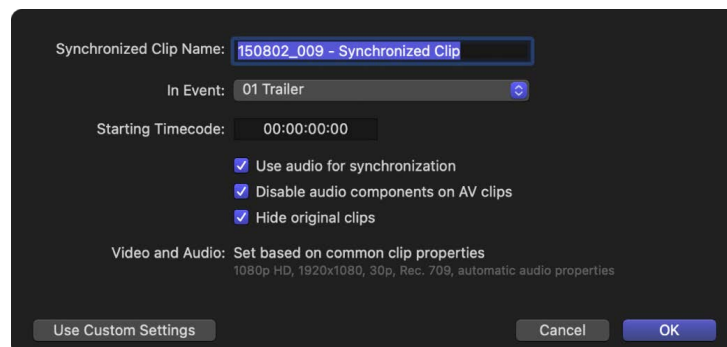 Synchronized Clip Name: 150802_009 - Synchronized Clip
In Event: 01 Trailer
Starting Timecode: 00:00:00:00
Use audio for synchronization
Disable audio components on AV clips
Hide original clips
Video and Audio: Set based on common clip properties
1080p HD, 1920x1080, 30p, Rec. 709, automatic audio properties
Use Custom Settings Cancel OK